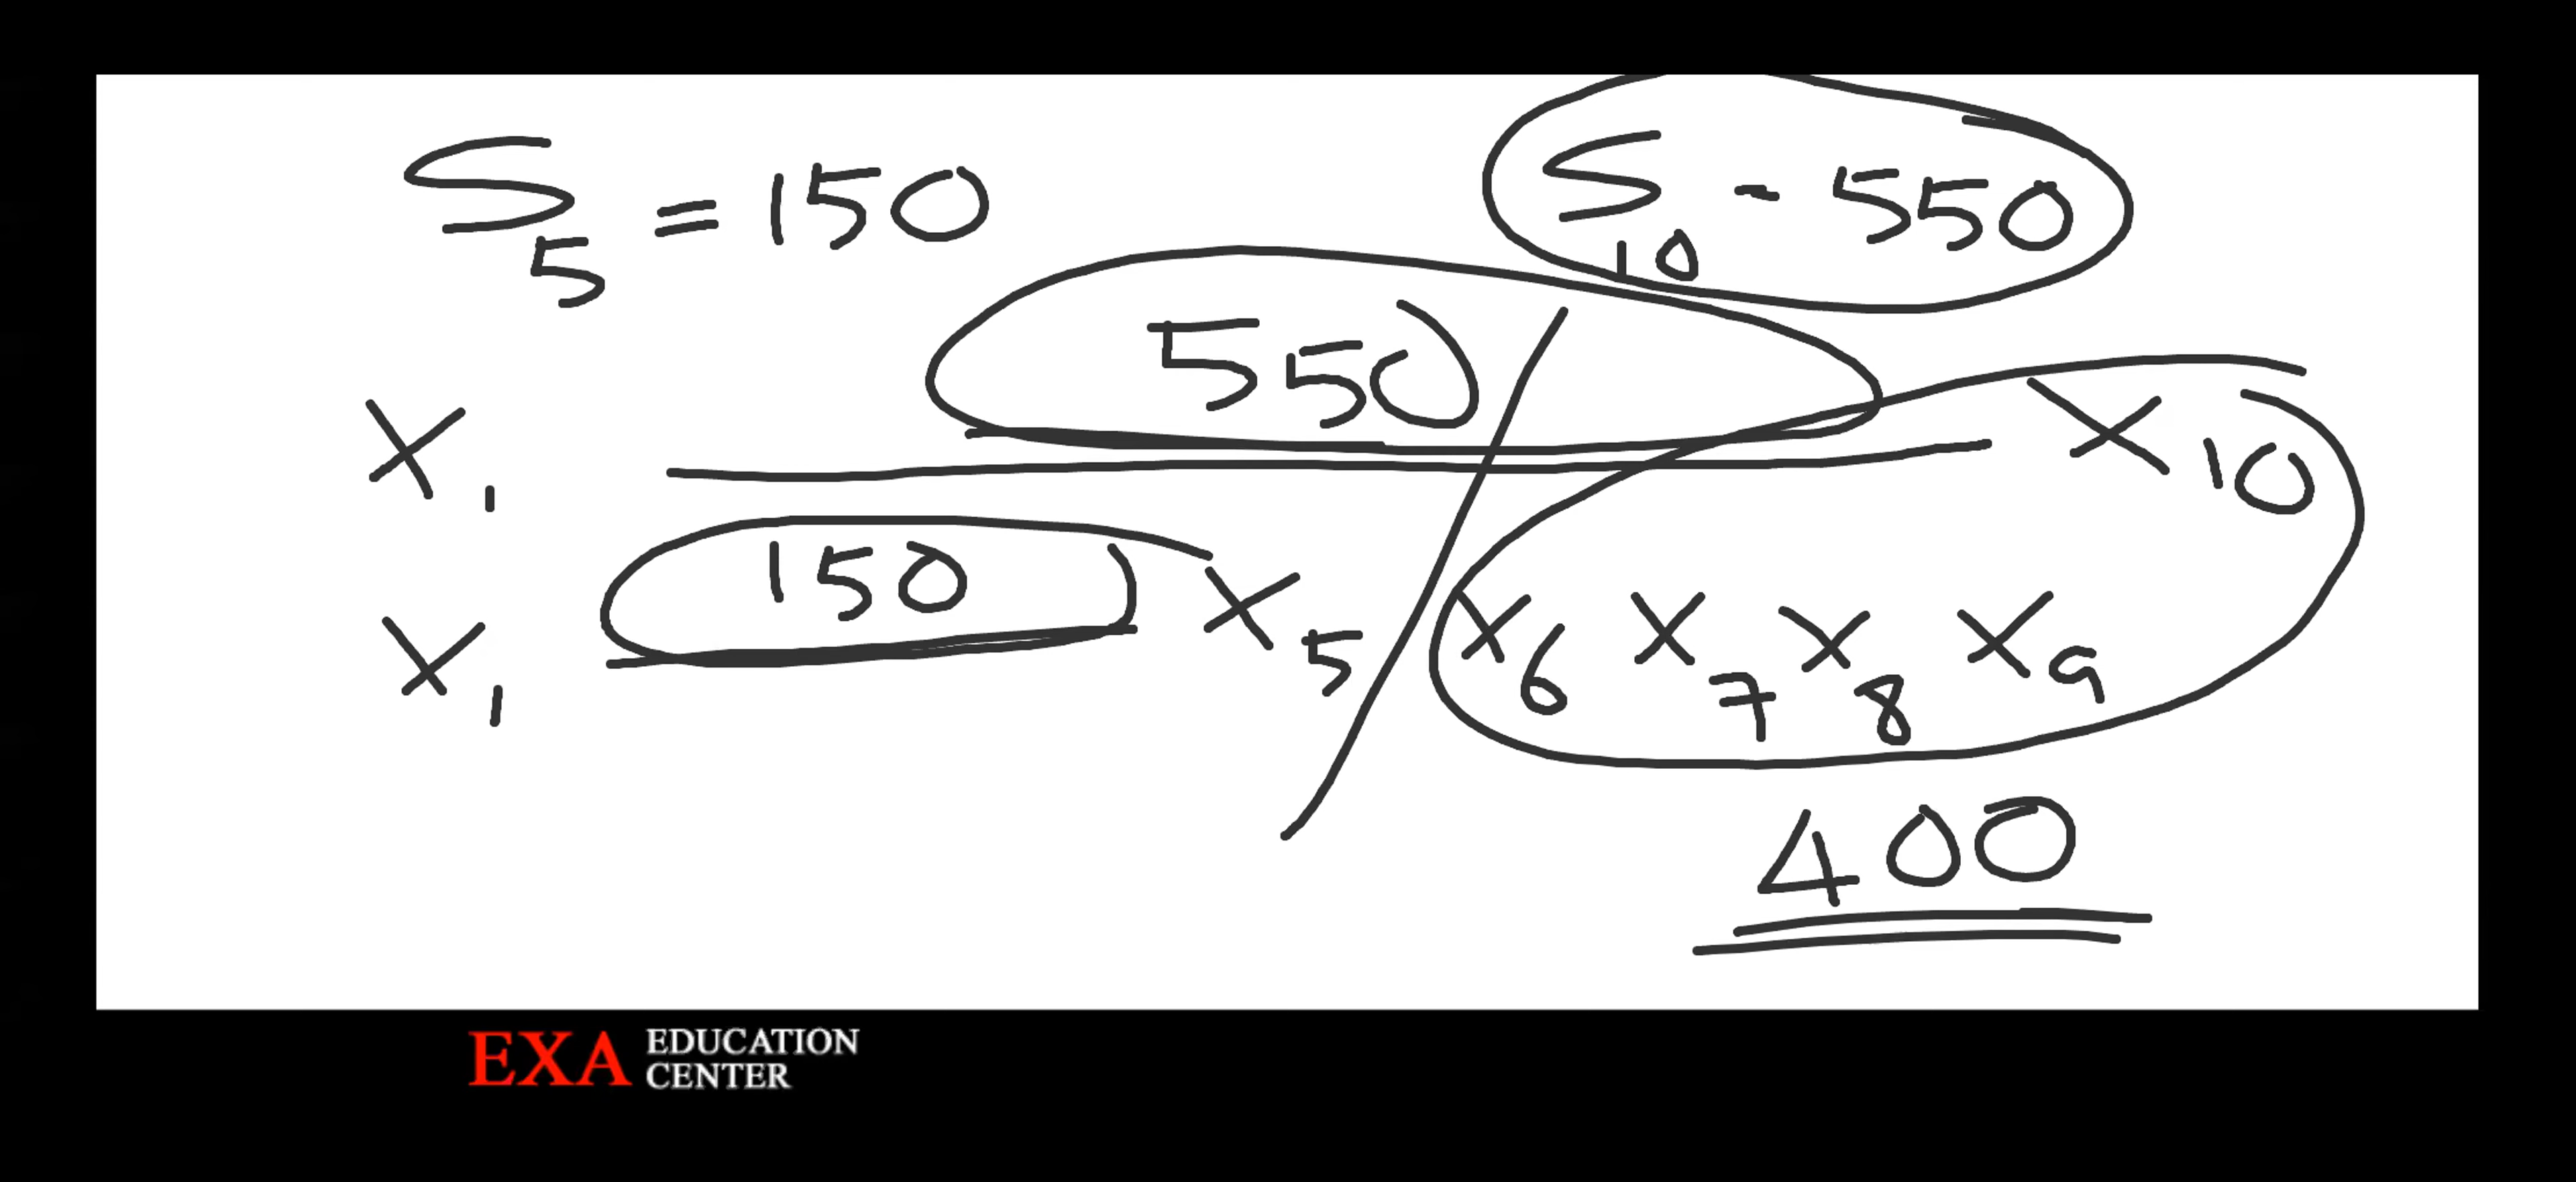 S5 = 150 S10 - 550
550
X1 X10
150
X1 X5 X6 X7 X8 X9
400
EXA EDUCATION CENTER